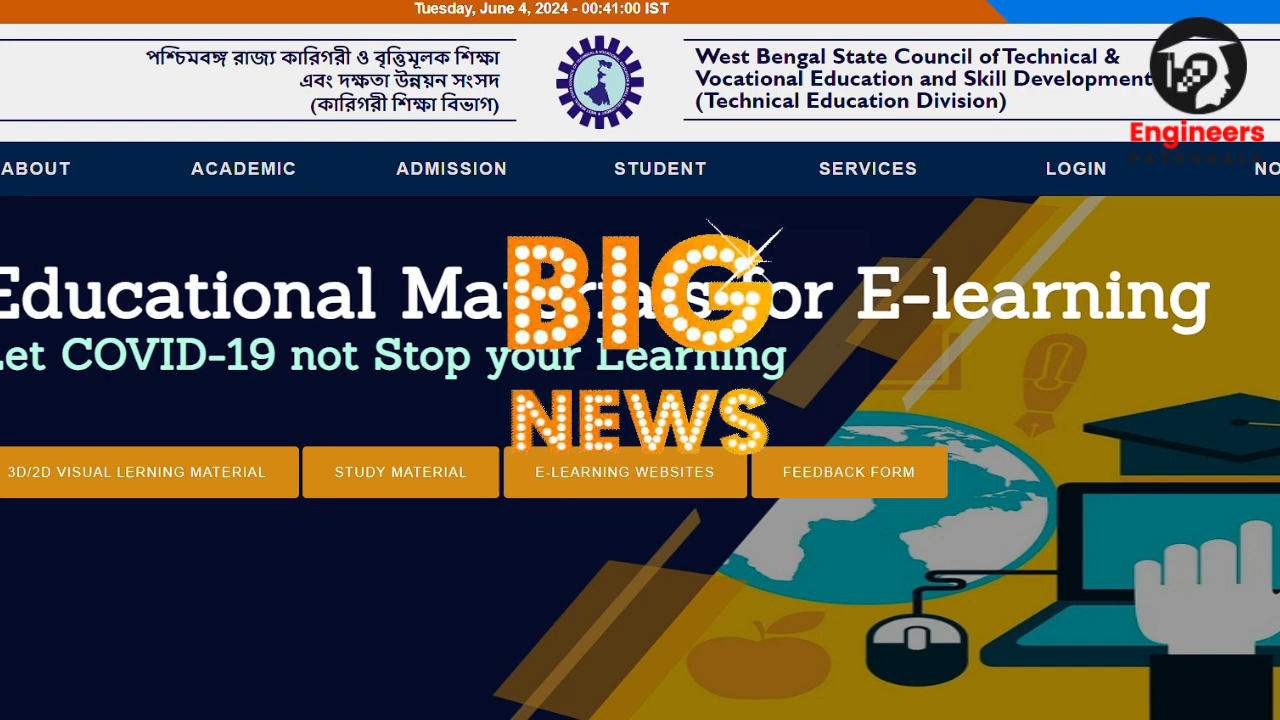 Tuesday, June 4, 2024 - 00:41:00 IST
পশ্চিমবঙ্গ রাজ্য কারিগরী ও বৃত্তিমূলক শিক্ষা
এবং দক্ষতা উন্নয়ন সংসদ
(কারিগরী শিক্ষা বিভাগ)
West Bengal State Council of Technical &
Vocational Education and Skill Development
(Technical Education Division)
Engineers
PATHSHALA
ABOUT ACADEMIC ADMISSION STUDENT SERVICES LOGIN NO
Educational Materials for E-learning
Let COVID-19 not Stop your Learning
BIG
NEWS
3D/2D VISUAL LERNING MATERIAL STUDY MATERIAL E-LEARNING WEBSITES FEEDBACK FORM